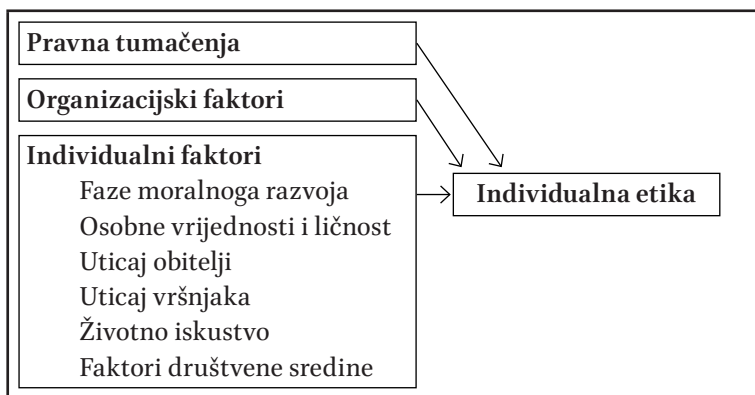 Pravna tumačenja
Organizacijski faktori
Individualni faktori
Faze moralnoga razvoja
Osobne vrijednosti i ličnost
Uticaj obitelji
Uticaj vršnjaka
Životno iskustvo
Faktori društvene sredine
Individualna etika